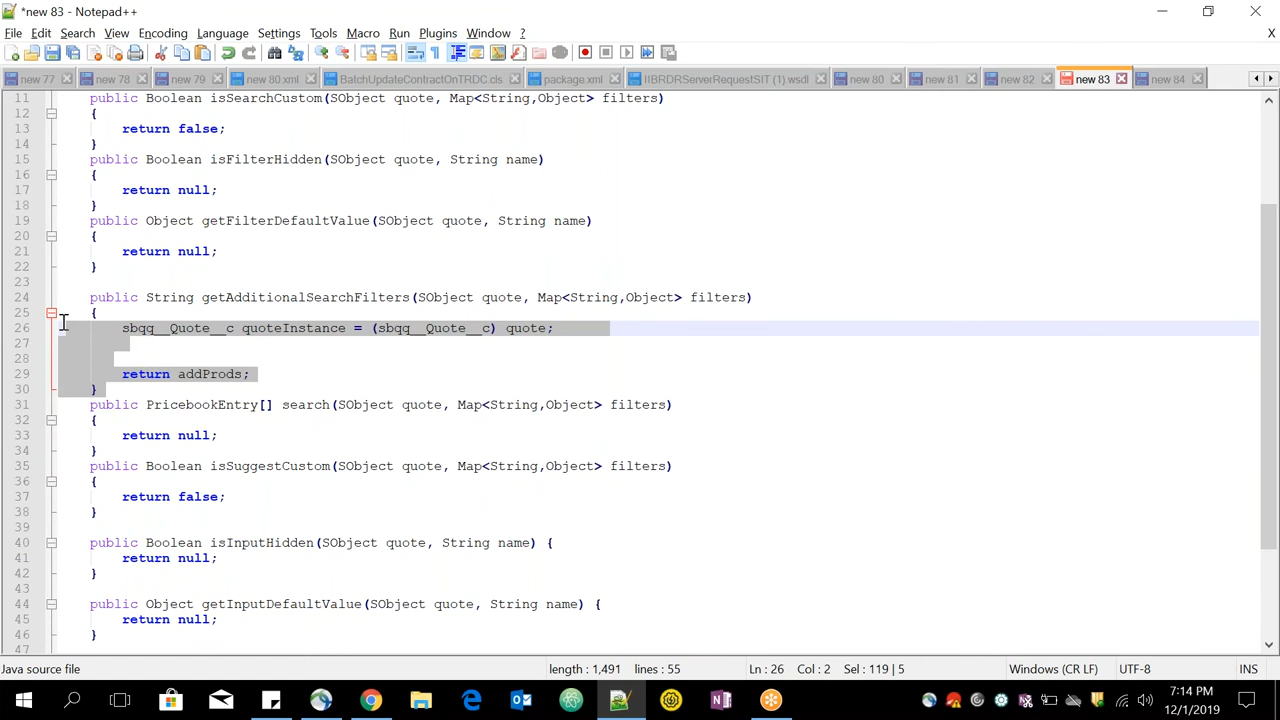 *new 83 - Notepad++
File Edit Search View Encoding Language Settings Tools Macro Run Plugins Window ? X
new 77 new 78 new 79 new 80.xml BatchUpdateContractOnTRDC.cls package.xml IIBRDRServerRequestSIT (1).wsdl new 80 new 81 new 82 new 83 new 84
11 public Boolean isSearchCustom(SObject quote, Map<String,Object> filters)
12 {
13 return false;
14 }
15 public Boolean isFilterHidden(SObject quote, String name)
16 {
17 return null;
18 }
19 public Object getFilterDefaultValue(SObject quote, String name)
20 {
21 return null;
22 }
23
24 public String getAdditionalSearchFilters(SObject quote, Map<String,Object> filters)
25 {
26 sbqq__Quote__c quoteInstance = (sbqq__Quote__c) quote;
27
28
29 return addProds;
30 }
31 public PricebookEntry[] search(SObject quote, Map<String,Object> filters)
32 {
33 return null;
34 }
35 public Boolean isSuggestCustom(SObject quote, Map<String,Object> filters)
36 {
37 return false;
38 }
39
40 public Boolean isInputHidden(SObject quote, String name) {
41 return null;
42 }
43
44 public Object getInputDefaultValue(SObject quote, String name) {
45 return null;
46 }
47
Java source file length : 1,491 lines : 55 Ln : 26 Col : 2 Sel : 119 | 5 Windows (CR LF) UTF-8 INS
7:14 PM
12/1/2019